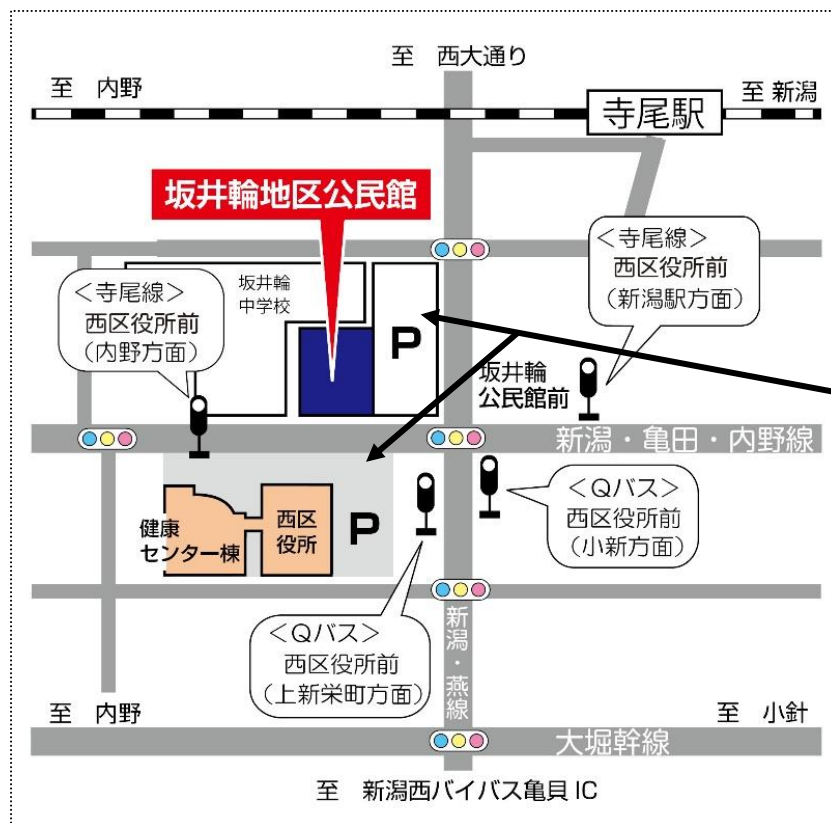 至　西大通り
至　内野
至 新潟
寺尾駅
坂井輪地区公民館
坂井輪
中学校
＜寺尾線＞
西区役所前
（新潟駅方面）
＜寺尾線＞
西区役所前
（内野方面）
P
坂井輪
公民館前
新潟・亀田・内野線
健康
センター棟
西区
役所
P
＜Qバス＞
西区役所前
（小新方面）
＜Qバス＞
西区役所前
（上新栄町方面）
新潟・燕線
至　内野
至　小針
大堀幹線
至　新潟西バイパス亀貝 IC